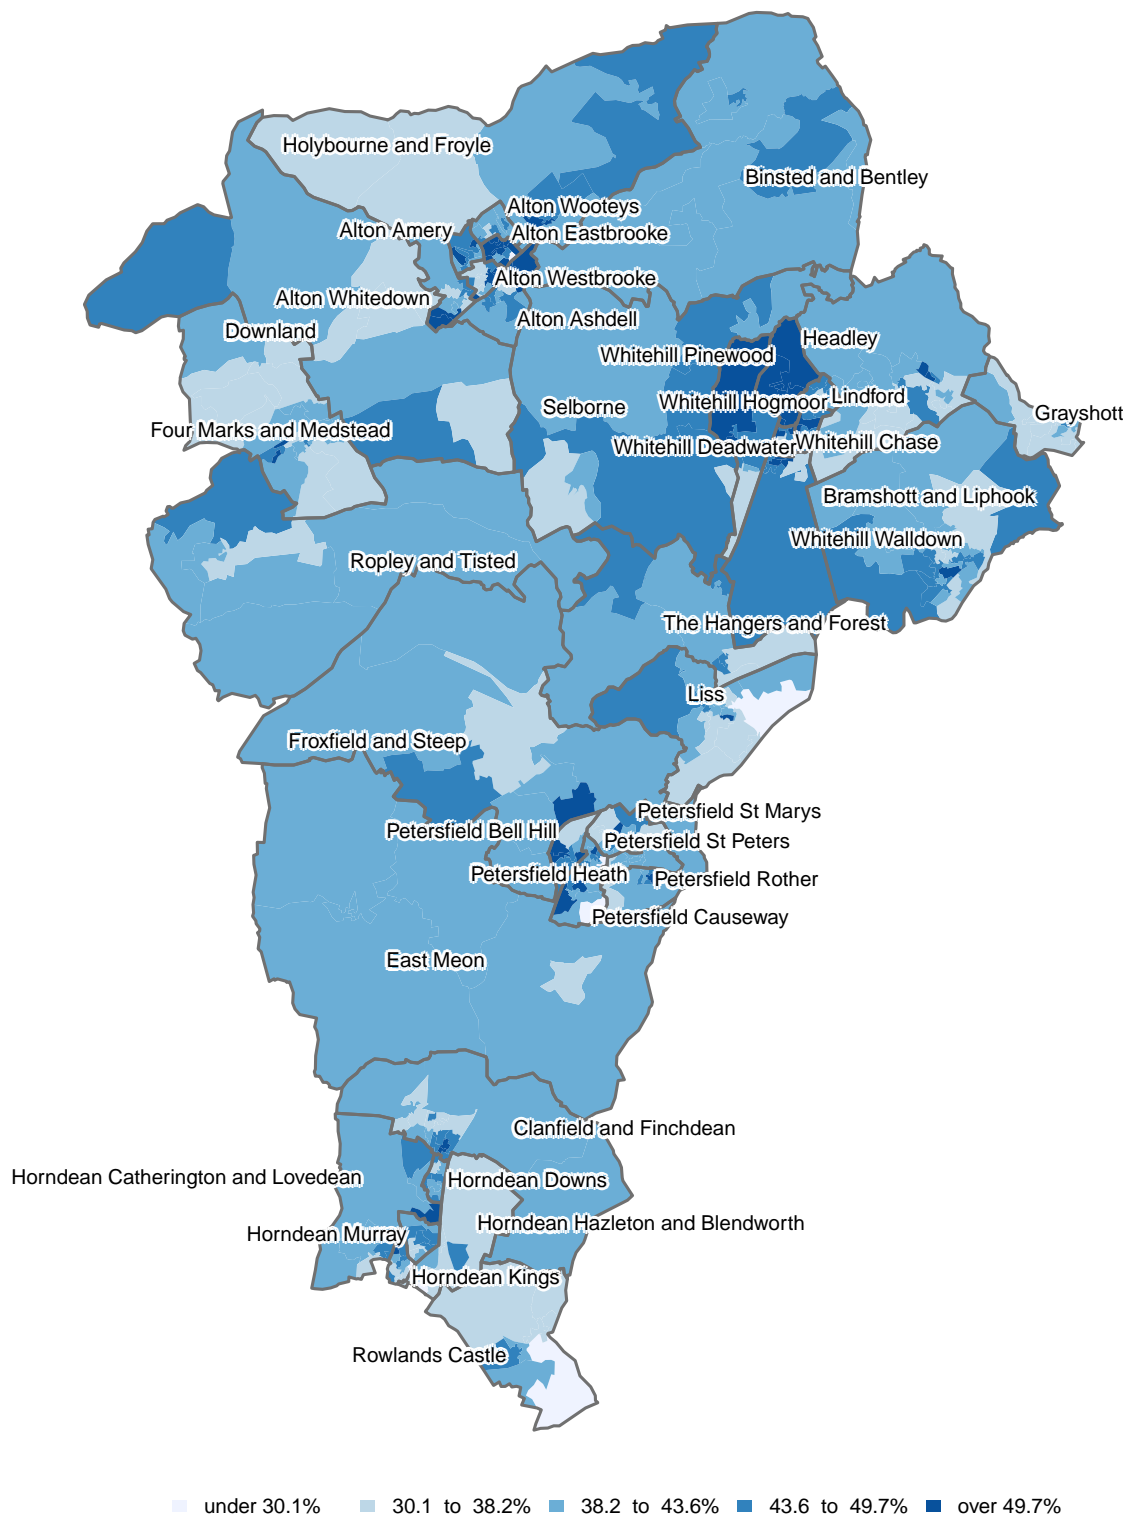 Holybourne and Froyle
Binsted and Bentley
Alton Wooteys
Alton Amery
Alton Eastbrooke
Alton Westbrooke
Alton Whitedown
Alton Ashdell
Downland
Headley
Whitehill Pinewood
Lindford
Whitehill Hogmoor
Selborne
Grayshott
Four Marks and Medstead
Whitehill Chase
Whitehill Deadwater
Bramshott and Liphook
Whitehill Walldown
Ropley and Tisted
The Hangers and Forest
Liss
Froxfield and Steep
Petersfield St Marys
Petersfield Bell Hill
Petersfield St Peters
Petersfield Heath
Petersfield Rother
Petersfield Causeway
East Meon
Clanfield and Finchdean
Horndean Catherington and Lovedean
Horndean Downs
Horndean Hazleton and Blendworth
Horndean Murray
Horndean Kings
Rowlands Castle
under 30.1% 30.1 to 38.2% 38.2 to 43.6% 43.6 to 49.7% over 49.7%